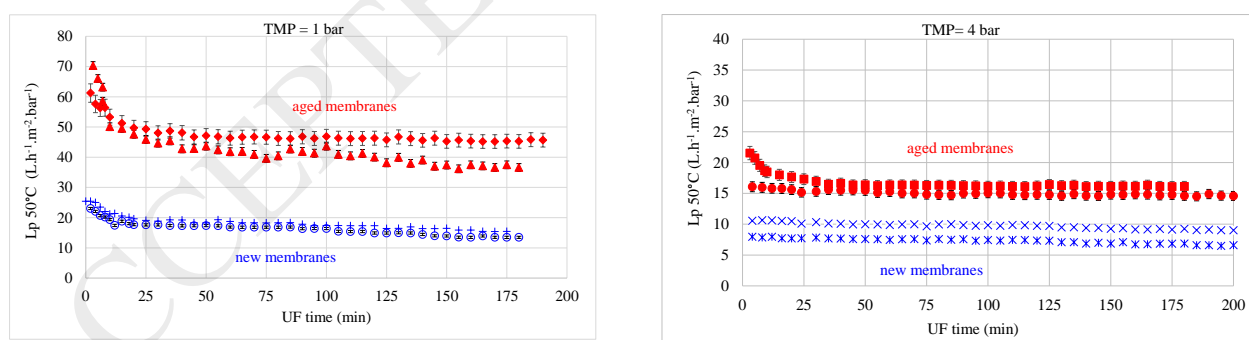 TMP = 1 bar
80
70
60
50
40
30
20
10
0
Lp 50°C (L.h⁻¹.m⁻².bar⁻¹)
aged membranes
new membranes
0 25 50 75 100 125 150 175 200
UF time (min)
TMP= 4 bar
40
35
30
25
20
15
10
5
0
Lp 50°C (L.h⁻¹.m⁻².bar⁻¹)
aged membranes
new membranes
0 25 50 75 100 125 150 175 200
UF time (min)
CCEPTE